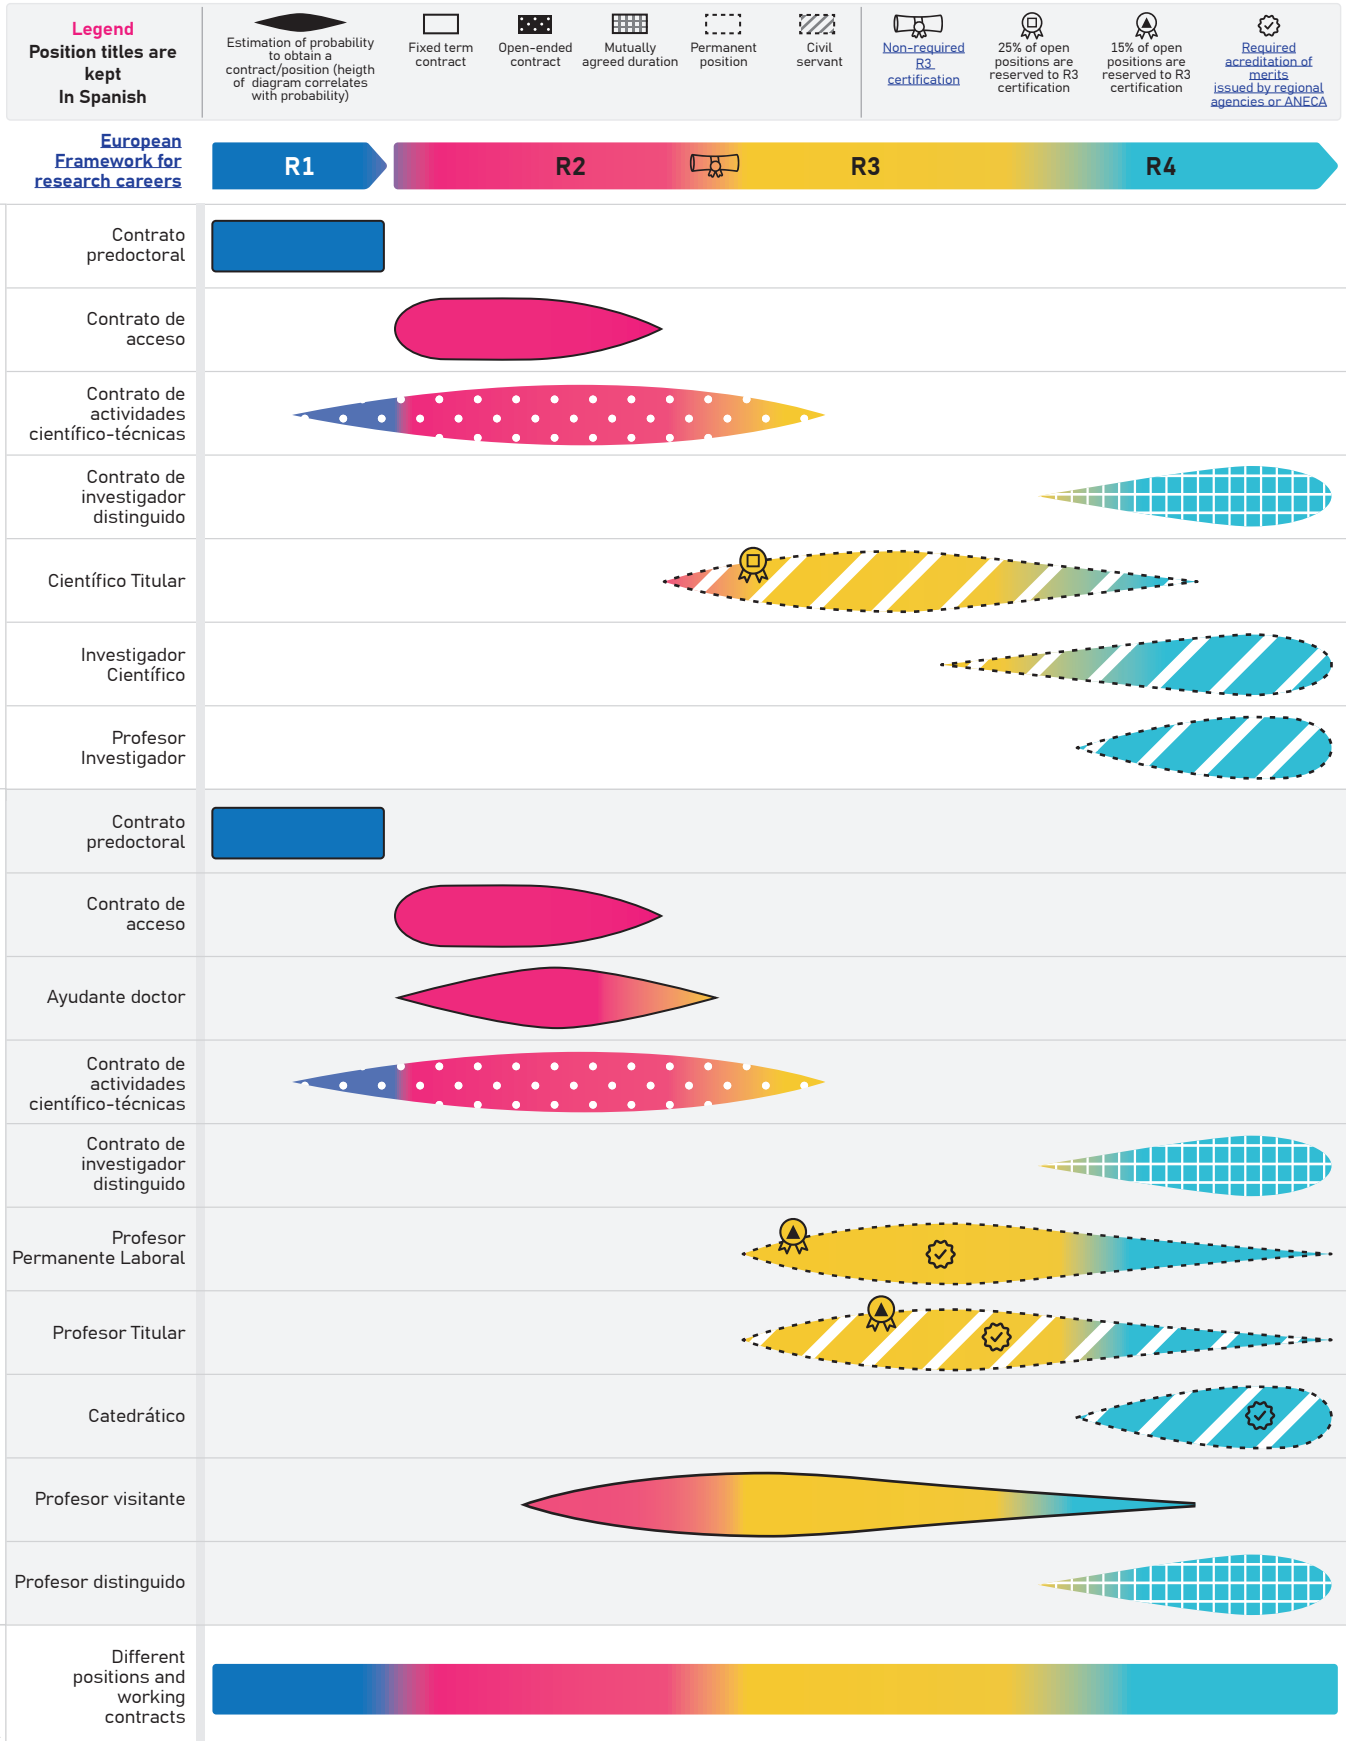 Legend
Position titles are
kept
In Spanish
Estimation of probability
to obtain a
contract/position (heigth
of diagram correlates
with probability)
Fixed term
contract
Open-ended
contract
Mutually
agreed duration
Permanent
position
Civil
servant
Non-required
R3
certification
25% of open
positions are
reserved to R3
certification
15% of open
positions are
reserved to R3
certification
Required
acreditation of
merits
issued by regional
agencies or ANECA
European
Framework for
research careers
R1
R2
R3
R4
Contrato
predoctoral
Contrato de
acceso
Contrato de
actividades
científico-técnicas
Contrato de
investigador
distinguido
Científico Titular
Investigador
Científico
Profesor
Investigador
Contrato
predoctoral
Contrato de
acceso
Ayudante doctor
Contrato de
actividades
científico-técnicas
Contrato de
investigador
distinguido
Profesor
Permanente Laboral
Profesor Titular
Catedrático
Profesor visitante
Profesor distinguido
Different
positions and
working
contracts